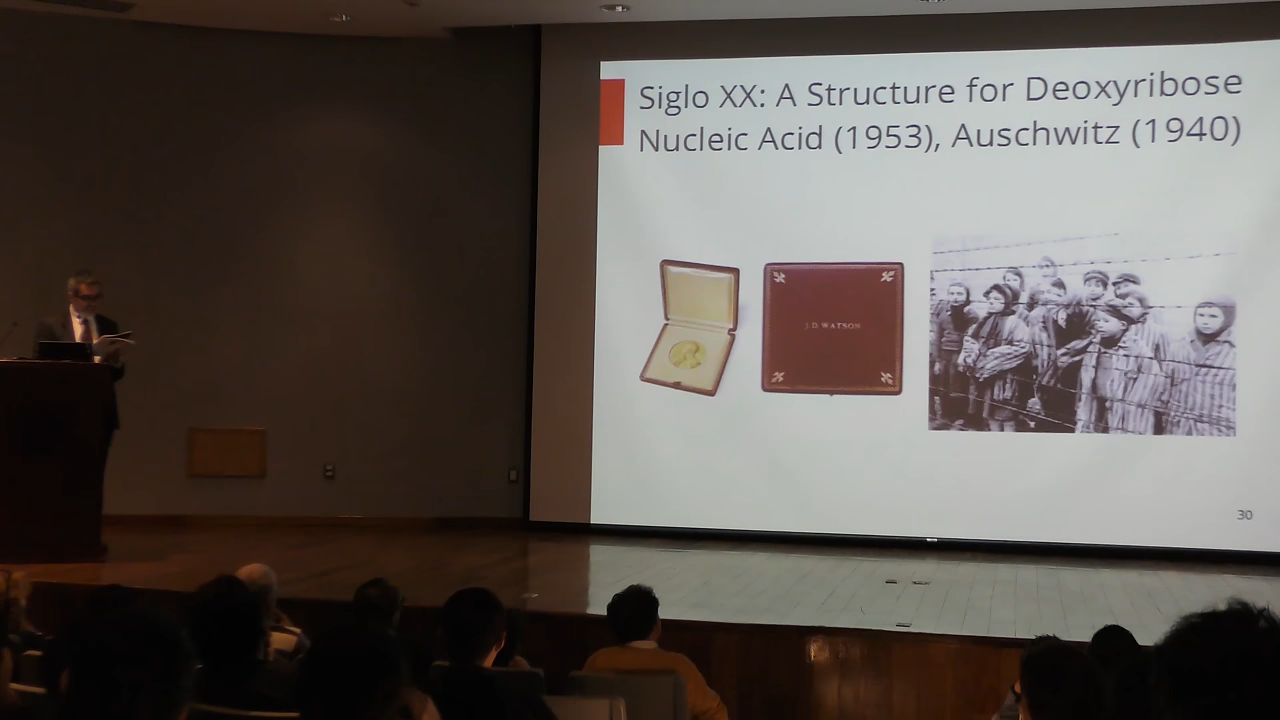 Siglo XX: A Structure for Deoxyribose
Nucleic Acid (1953), Auschwitz (1940)
J.D. WATSON
30